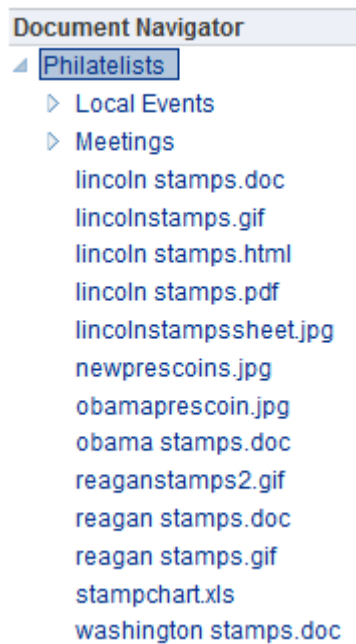 Document Navigator
Philatelists
Local Events
Meetings
lincoln stamps.doc
lincolnstamps.gif
lincoln stamps.html
lincoln stamps.pdf
lincolnstampssheet.jpg
newprescoins.jpg
obamaprescoin.jpg
obama stamps.doc
reaganstamps2.gif
reagan stamps.doc
reagan stamps.gif
stampchart.xls
washington stamps.doc